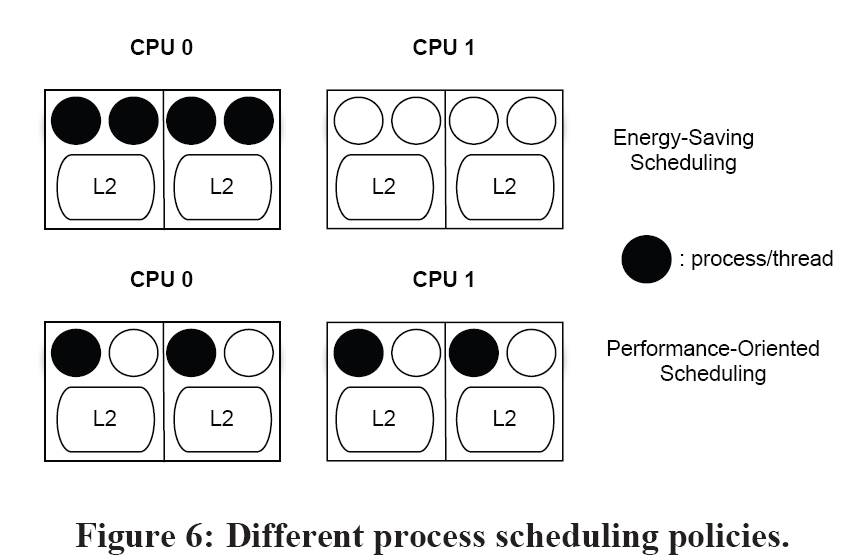 CPU 0
CPU 1
L2
L2
L2
L2
Energy-Saving
Scheduling
: process/thread
CPU 0
CPU 1
L2
L2
L2
L2
Performance-Oriented
Scheduling
Figure 6: Different process scheduling policies.